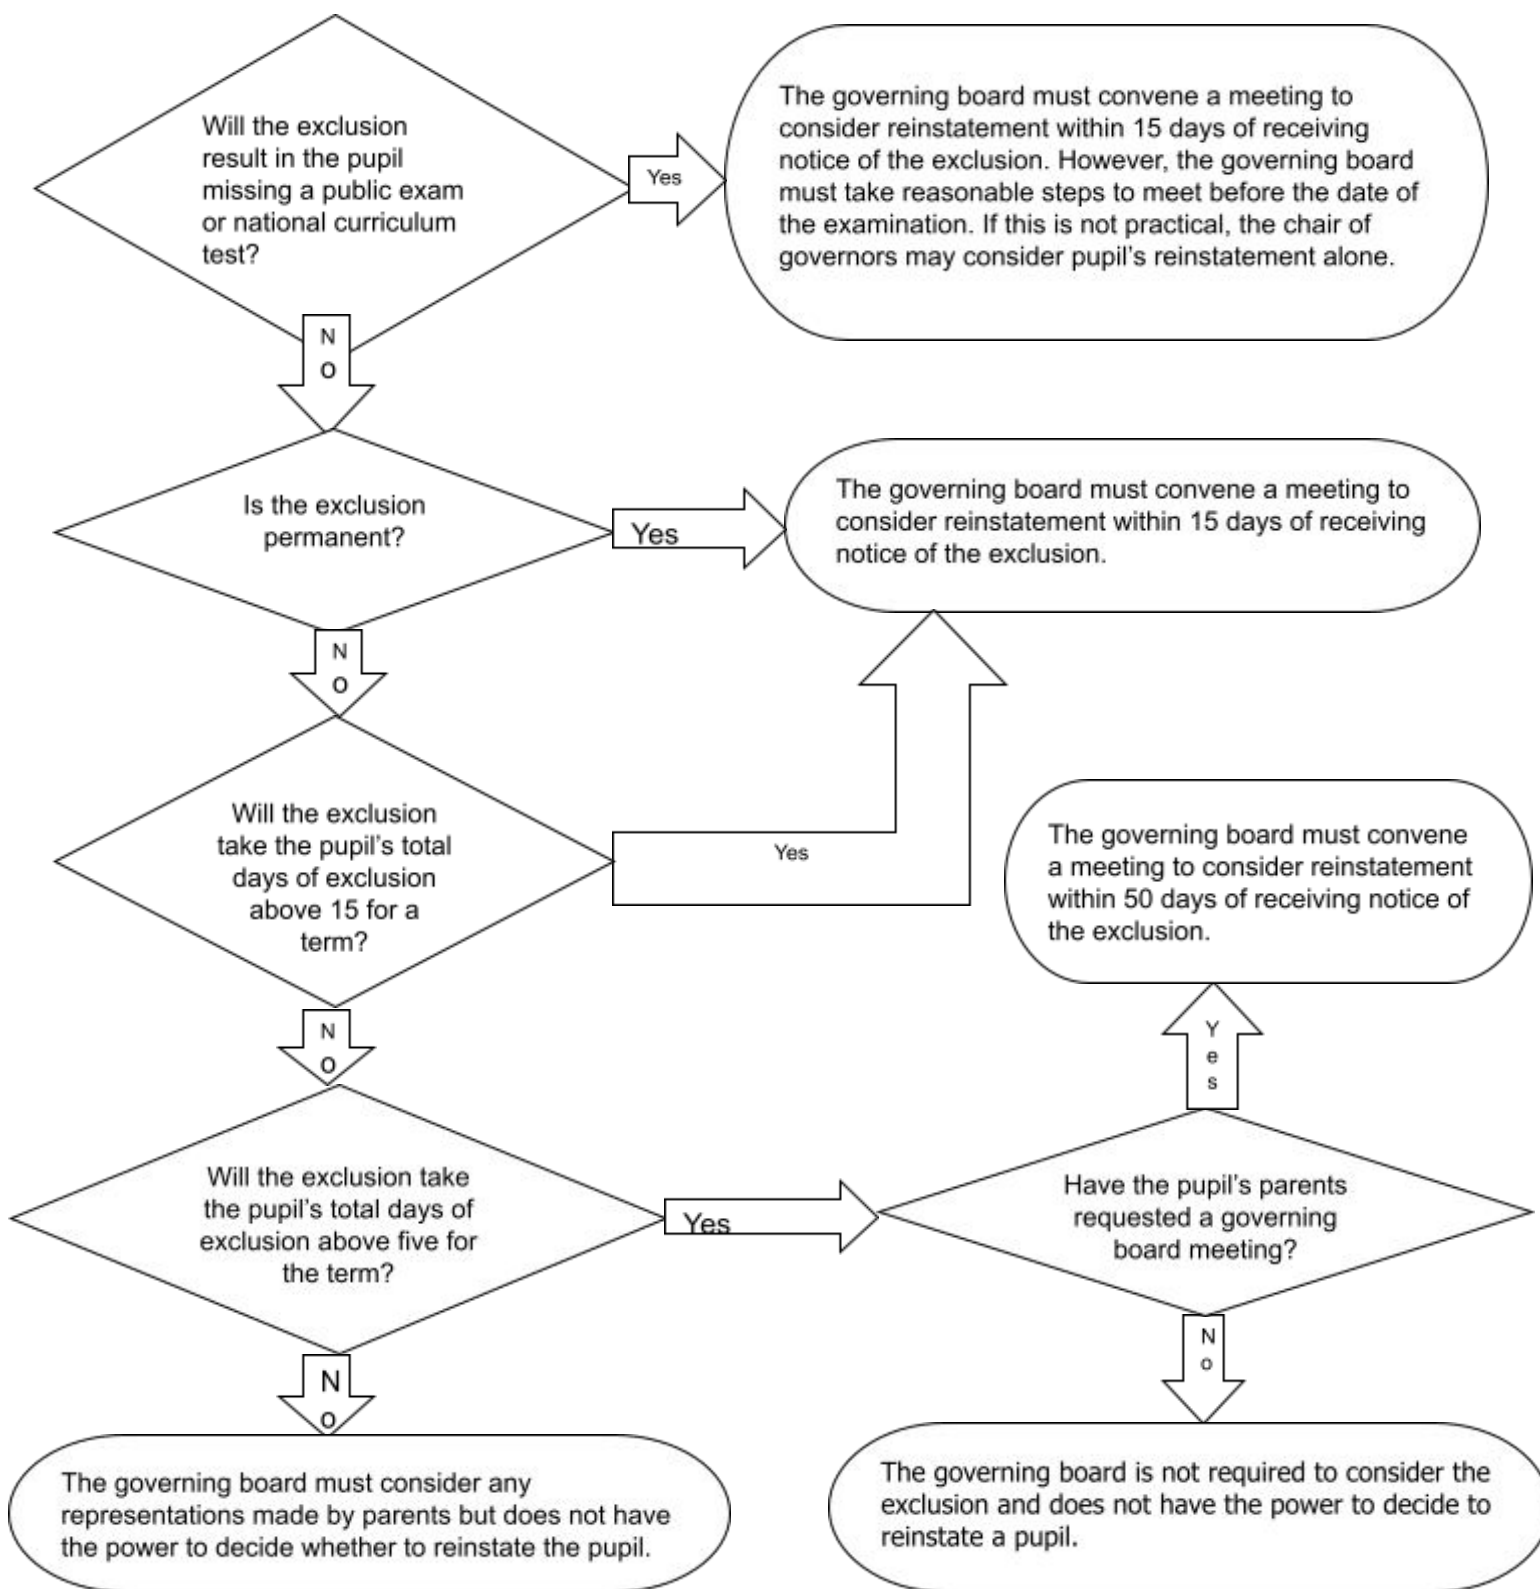 Will the exclusion
result in the pupil
missing a public exam
or national curriculum
test?
Yes
The governing board must convene a meeting to
consider reinstatement within 15 days of receiving
notice of the exclusion. However, the governing board
must take reasonable steps to meet before the date of
the examination. If this is not practical, the chair of
governors may consider pupil’s reinstatement alone.
N
o
Is the exclusion
permanent?
Yes
The governing board must convene a meeting to
consider reinstatement within 15 days of receiving
notice of the exclusion.
N
o
Will the exclusion
take the pupil’s total
days of exclusion
above 15 for a
term?
Yes
The governing board must convene
a meeting to consider reinstatement
within 50 days of receiving notice of
the exclusion.
N
o
Y
e
s
Will the exclusion take
the pupil’s total days of
exclusion above five for
the term?
Yes
Have the pupil’s parents
requested a governing
board meeting?
N
o
N
o
The governing board must consider any
representations made by parents but does not have
the power to decide whether to reinstate the pupil.
The governing board is not required to consider the
exclusion and does not have the power to decide to
reinstate a pupil.